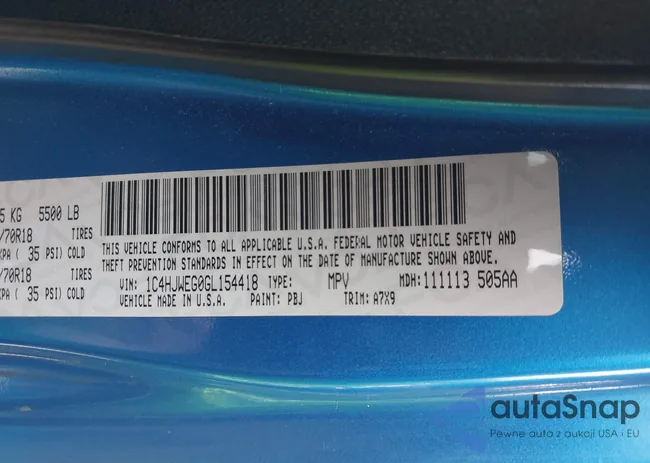 5 KG 5500 LB
/70R18 TIRES
KPA ( 35 PSI) COLD
/70R18 TIRES
KPA ( 35 PSI) COLD
THIS VEHICLE CONFORMS TO ALL APPLICABLE U.S.A. FEDERAL MOTOR VEHICLE SAFETY AND
THEFT PREVENTION STANDARDS IN EFFECT ON THE DATE OF MANUFACTURE SHOWN ABOVE.
VIN: 1C4HJWEG0GL154418 TYPE: MPV MDH: 111113 505AA
VEHICLE MADE IN U.S.A. PAINT: PBJ TRIM: A7X9
autaSnap
Pewne auta z aukcji USA i EU